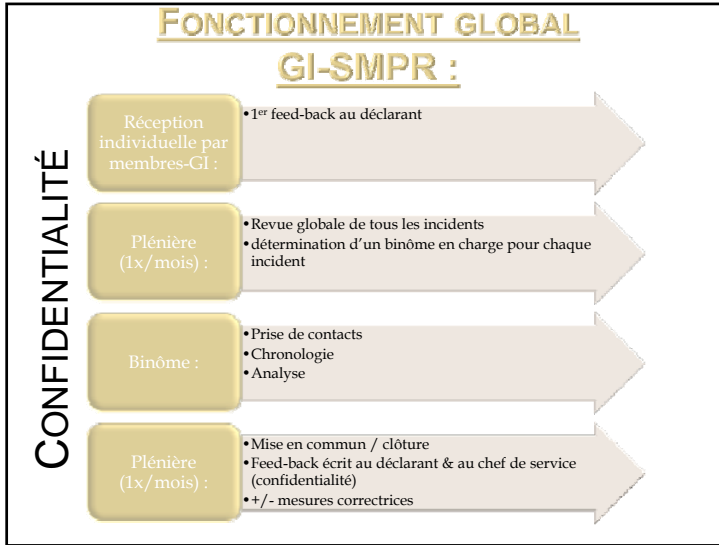 FONCTIONNEMENT GLOBAL
GI-SMPR :
CONFIDENTIALITÉ
Réception
individuelle par
membres-GI :
•1er feed-back au déclarant
Plénière
(1x/mois) :
•Revue globale de tous les incidents
•détermination d'un binôme en charge pour chaque
incident
Binôme :
•Prise de contacts
•Chronologie
•Analyse
Plénière
(1x/mois) :
•Mise en commun / clôture
•Feed-back écrit au déclarant & au chef de service
(confidentialité)
•+/- mesures correctrices